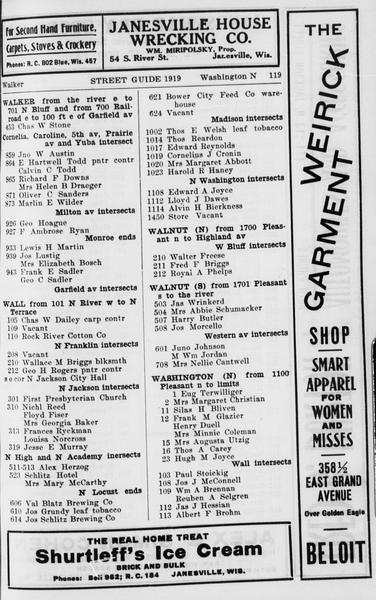 For Second Hand Furniture,
Carpets, Stoves & Crockery
Phones: R. C. 802 Blue, Wis. 457
JANESVILLE HOUSE
WRECKING CO.
WM. MIRIPOLSKY, Prop.
54 S. River St. Janesville, Wis.
Walker STREET GUIDE 1919 Washington N 119
WALKER from the river e to
701 N Bluff and from 700 Rail-
road e to 100 ft e of Garfield av
453 Chas W Stone
Cornelia, Caroline, 5th av, Prairie
av and Yuba intersect
859 Jno W Austin
864 E Hartwell Todd pntr contr
Calvin C Todd
865 Richard F Downs
Mrs Helen B Draeger
871 Oliver C Sanders
873 Marlin E Wilder
Milton av intersects
926 Geo Hoague
927 F Ambrose Ryan
Monroe ends
933 Lewis H Martin
939 Jos Lustig
Mrs Elizabeth Bosch
943 Frank E Sadler
Geo C Sadler
Garfield av intersects
WALL from 101 N River w to N
Terrace
105 Chas W Dailey carp contr
109 Vacant
110 Rock River Cotton Co
N Franklin intersects
208 Vacant
210 Wallace M Briggs blksmth
212 Geo H Rogers pntr contr
s e cor N Jackson City Hall
N Jackson intersects
301 First Presbyterian Church
310 Niehl Reed
Floyd Fiser
Mrs Georgia Baker
313 Frances Ryckman
Louisa Norcross
319 Jesse E Murray
N High and N Academy inersects
511-513 Alex Herzog
523 Schlitz Hotel
Mrs Mary McCarthy
N Locust ends
606 Val Blatz Brewing Co
610 Jos Grundy leaf tobacco
614 Jos Schlitz Brewing Co
621 Bower City Feed Co ware-
house
624 Vacant
Madison intersects
1002 Thos E Welsh leaf tobacco
1014 Thos Reardon
1017 Edward Reynolds
1019 Cornelius J Cronin
1020 Mrs Margaret Abbott
1023 Harold R Haney
N Washington intersects
1108 Edward A Joyce
1112 Lloyd J Dawes
1114 Alvin H Bierkness
1450 Store Vacant
WALNUT (N) from 1700 Pleas-
ant n to Highland av
W Bluff intersects
210 Walter Freese
211 Fred F Briggs
212 Royal A Phelps
WALNUT (S) from 1701 Pleasant
s to the river
503 Jas Wrinkerd
504 Mrs Abbie Schumacker
507 Harry Butler
508 Jos Morcello
Western av intersects
601 Juno Johnson
M Wm Jordan
708 Mrs Nellie Cantwell
WASHINGTON (N) from 1100
Pleasant n to limits
1 Eug Terwilliger
2 Mrs Margaret Christman
11 Silas H Bliven
12 Frank M Glazier
Henry Duell
Mrs Minnie Coleman
15 Mrs Augusta Utzig
16 Thos A Carey
23 Hugh M Joyce
Wall intersects
103 Paul Stoickig
108 Jos J McConnell
109 Wm A Brennan
Reuben A Selgren
112 Jas J Hessian
113 Albert F Brohm
THE REAL HOME TREAT
Shurtleff's Ice Cream
BRICK AND BULK
Phones: Bell 962; R. C. 184 JANESVILLE, WIS.
THE
WEIRICK
GARMENT
SHOP
SMART
APPAREL
FOR
WOMEN
AND
MISSES
358½
EAST GRAND
AVENUE
Over Golden Eagle
BELOIT